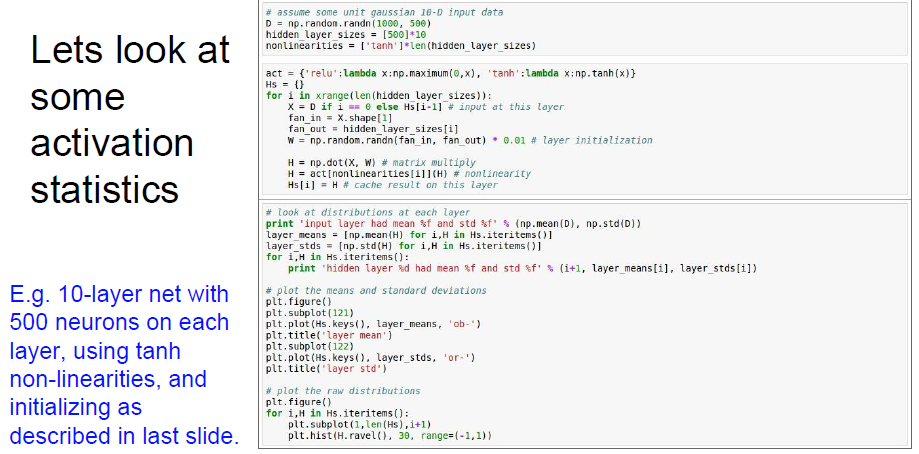 Lets look at
some
activation
statistics
E.g. 10-layer net with
500 neurons on each
layer, using tanh
non-linearities, and
initializing as
described in last slide.
# assume some unit gaussian 10-D input data
D = np.random.randn(1000, 500)
hidden_layer_sizes = [500]*10
nonlinearities = ['tanh']*len(hidden_layer_sizes)
act = {'relu':lambda x:np.maximum(0,x), 'tanh':lambda x:np.tanh(x)}
Hs = {}
for i in xrange(len(hidden_layer_sizes)):
    X = D if i == 0 else Hs[i-1] # input at this layer
    fan_in = X.shape[1]
    fan_out = hidden_layer_sizes[i]
    W = np.random.randn(fan_in, fan_out) * 0.01 # layer initialization
    H = np.dot(X, W) # matrix multiply
    H = act[nonlinearities[i]](H) # nonlinearity
    Hs[i] = H # cache result on this layer
# look at distributions at each layer
print 'input layer had mean %f and std %f' % (np.mean(D), np.std(D))
layer_means = [np.mean(H) for i,H in Hs.iteritems()]
layer_stds = [np.std(H) for i,H in Hs.iteritems()]
for i,H in Hs.iteritems():
    print 'hidden layer %d had mean %f and std %f' % (i+1, layer_means[i], layer_stds[i])
# plot the means and standard deviations
plt.figure()
plt.subplot(121)
plt.plot(Hs.keys(), layer_means, 'ob-')
plt.title('layer mean')
plt.subplot(122)
plt.plot(Hs.keys(), layer_stds, 'or-')
plt.title('layer std')
# plot the raw distributions
plt.figure()
for i,H in Hs.iteritems():
    plt.subplot(1,len(Hs),i+1)
    plt.hist(H.ravel(), 30, range=(-1,1))